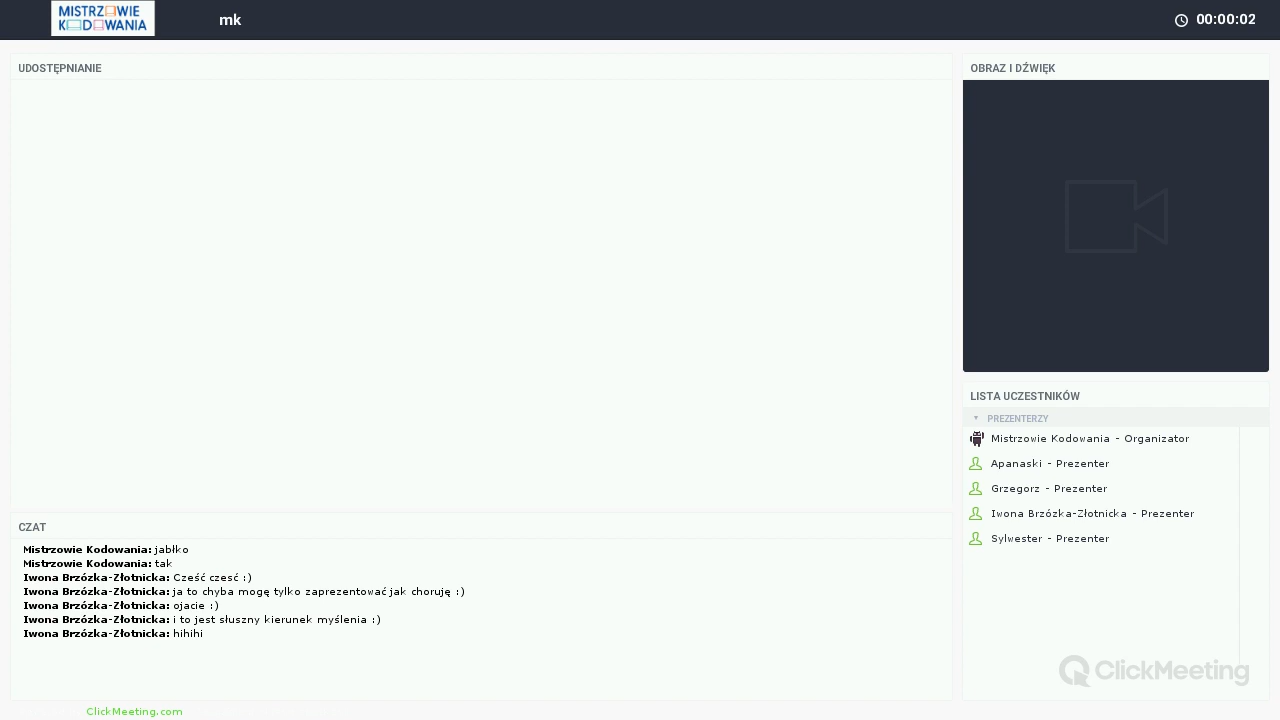 MISTRZOWIE
KODOWANIA
mk
00:00:02
UDOSTĘPNIANIE
OBRAZ I DŹWIĘK
LISTA UCZESTNIKÓW
PREZENTERZY
Mistrzowie Kodowania - Organizator
Apanaski - Prezenter
Grzegorz - Prezenter
Iwona Brzózka-Złotnicka - Prezenter
Sylwester - Prezenter
CZAT
Mistrzowie Kodowania: jabłko
Mistrzowie Kodowania: tak
Iwona Brzózka-Złotnicka: Cześć czesć :)
Iwona Brzózka-Złotnicka: ja to chyba mogę tylko zaprezentować jak choruję :)
Iwona Brzózka-Złotnicka: ojacie :)
Iwona Brzózka-Złotnicka: i to jest słuszny kierunek myślenia :)
Iwona Brzózka-Złotnicka: hihihi
ClickMeeting
ClickMeeting.com